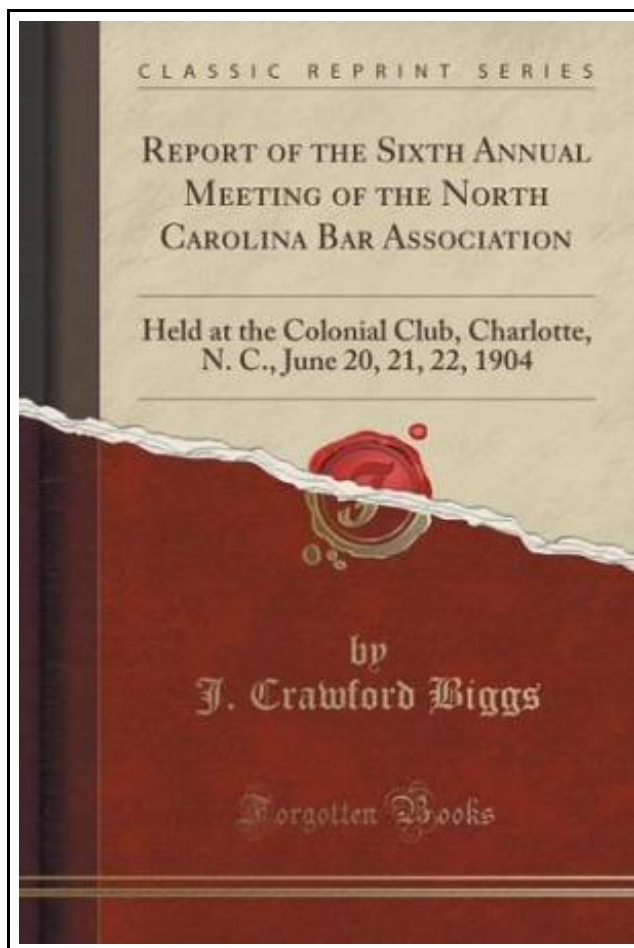 CLASSIC REPRINT SERIES
REPORT OF THE SIXTH ANNUAL
MEETING OF THE NORTH
CAROLINA BAR ASSOCIATION
Held at the Colonial Club, Charlotte,
N. C., June 20, 21, 22, 1904
by
J. Crawford Biggs
Forgotten Books